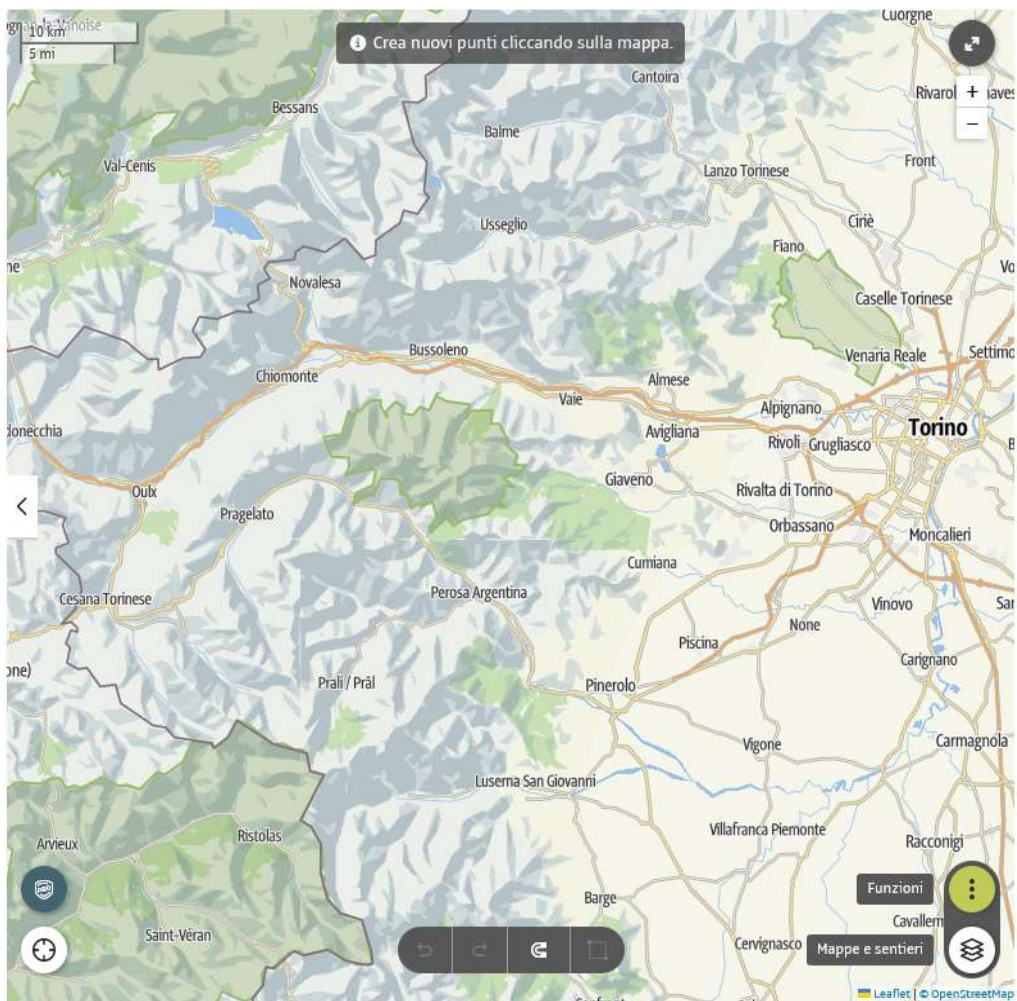 10 km
5 mi
Crea nuovi punti cliccando sulla mappa.
Cuorgnè
Cantoira
Bessans
Balme
Val-Cenis
Lanzo Torinese
Front
Usseglio
Ciriè
Fiano
Novalesa
Caselle Torinese
Bussoleno
Venaria Reale
Settimo
Chiomonte
Almese
Vaie
Alpignano
Torino
Avigliana
Rivoli
Grugliasco
Giaveno
Oulx
Rivalta di Torino
Pragelato
Orbassano
Moncalieri
Cumiana
Cesana Torinese
Perosa Argentina
Vinovo
None
Piscina
Carignano
Prali / Prâl
Pinerolo
Vigone
Carmagnola
Luserna San Giovanni
Villafranca Piemonte
Arvieux
Ristolas
Racconigi
PRO
Funzioni
Barge
Saint-Véran
Cervignasco
Mappe e sentieri
Leaflet | © OpenStreetMap